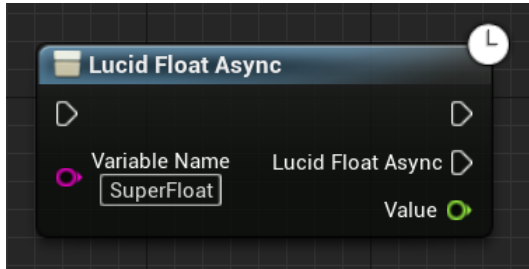 Lucid Float Async
Variable Name
SuperFloat
Lucid Float Async
Value